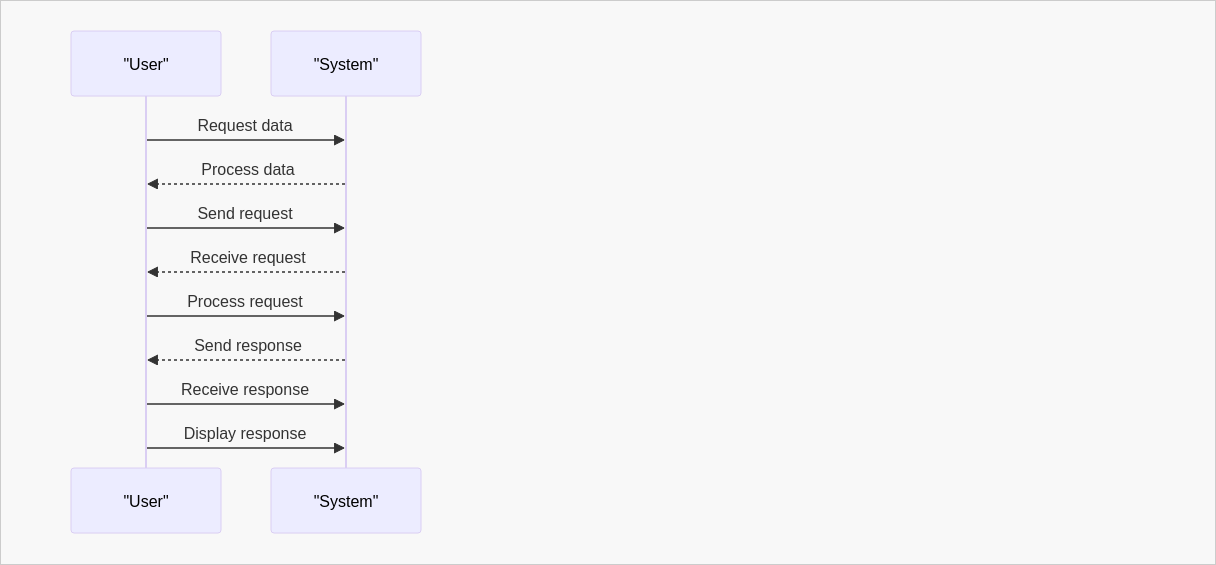 "User" "System"
Request data
Process data
Send request
Receive request
Process request
Send response
Receive response
Display response
"User" "System"